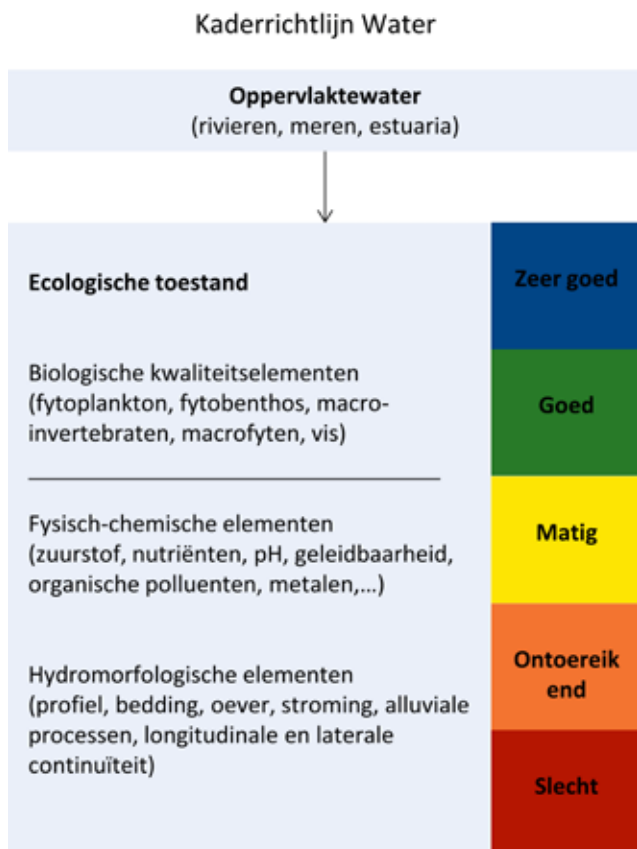 Kaderrichtlijn Water
Oppervlaktewater
(rivieren, meren, estuaria)
Ecologische toestand
Zeer goed
Biologische kwaliteitselementen
(fytoplankton, fytobenthos, macro-
invertebraten, macrofyten, vis)
Goed
Fysisch-chemische elementen
(zuurstof, nutriënten, pH, geleidbaarheid,
organische polluenten, metalen,...)
Matig
Hydromorfologische elementen
(profiel, bedding, oever, stroming, alluviale
processen, longitudinale en laterale
continuïteit)
Ontoereik
end
Slecht